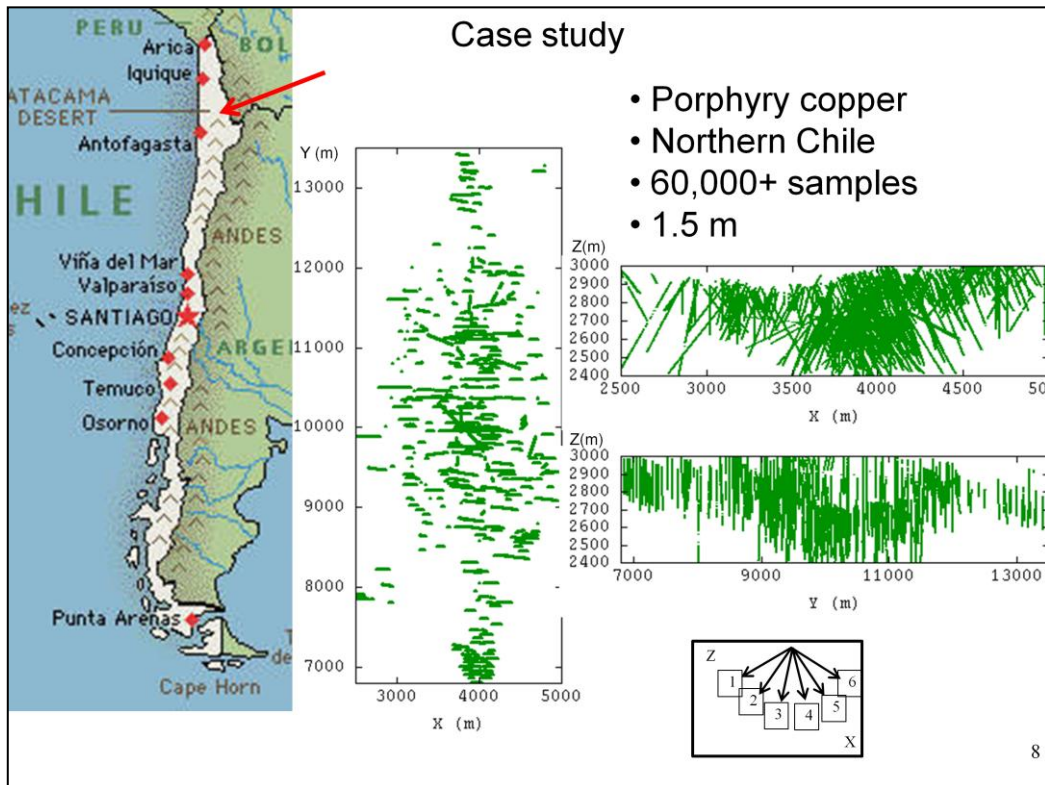 Case study
PERU
BOL
Arica
Iquique
ATACAMA
DESERT
Antofagasta
HILE
ANDES
Viña del Mar
Valparaíso
SANTIAGO
ARGE
Concepción
Temuco
Osorno
ANDES
Punta Arenas
Cape Horn
• Porphyry copper
• Northern Chile
• 60,000+ samples
• 1.5 m
Y (m)
13000
12000
11000
10000
9000
8000
7000
3000 4000 5000
X (m)
Z(m)
3000
2900
2800
2700
2600
2500
2400
2500 3000 3500 4000 4500 50
X (m)
Z(m)
3000
2900
2800
2700
2600
2500
2400
7000 9000 11000 13000
Y (m)
Z
1 6
2 5
3 4
X
8